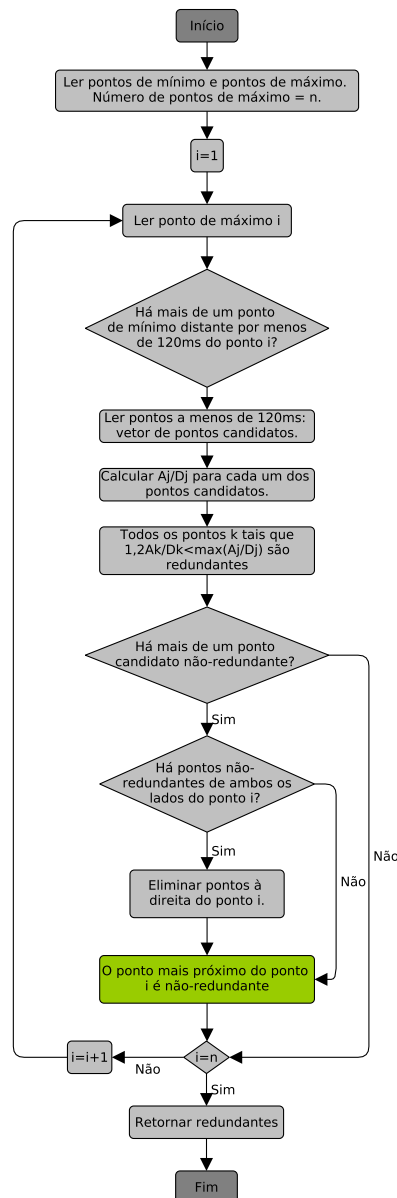 Início
Ler pontos de mínimo e pontos de máximo.
Número de pontos de máximo = n.
i=1
Ler ponto de máximo i
Há mais de um ponto
de mínimo distante por menos
de 120ms do ponto i?
Ler pontos a menos de 120ms:
vetor de pontos candidatos.
Calcular Aj/Dj para cada um dos
pontos candidatos.
Todos os pontos k tais que
1,2Ak/Dk<max(Aj/Dj) são
redundantes
Há mais de um ponto
candidato não-redundante?
Sim
Há pontos não-
redundantes de ambos os
lados do ponto i?
Sim
Não
Não
Eliminar pontos à
direita do ponto i.
O ponto mais próximo do ponto
i é não-redundante
i=n
i=i+1
Não
Sim
Retornar redundantes
Fim